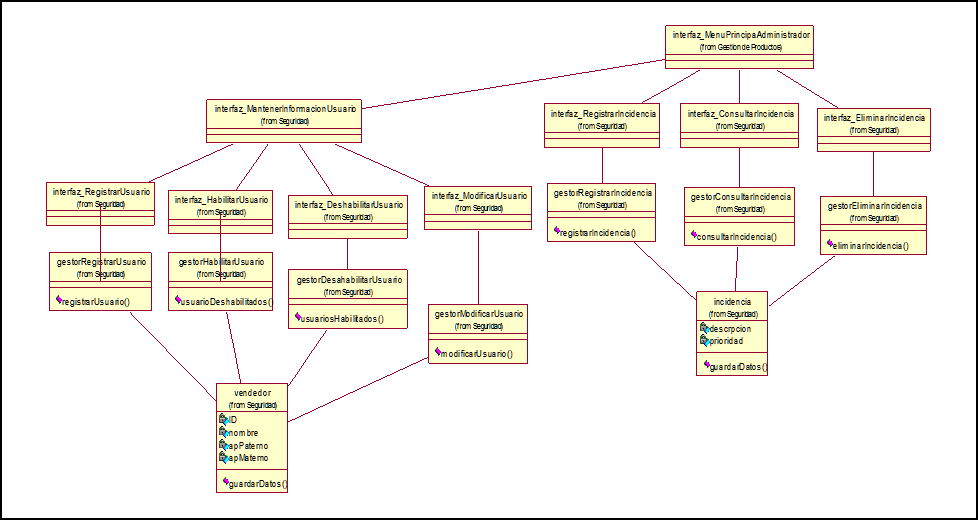 interfaz_MenuPrincipaAdministrador
(from Gestion de Productos)
interfaz_MantenerInformacionUsuario
(from Seguridad)
interfaz_RegistrarIncidencia
(from Seguridad)
interfaz_ConsultarIncidencia
(from Seguridad)
interfaz_EliminarIncidencia
(from Seguridad)
interfaz_RegistrarUsuario
(from Seguridad)
interfaz_HabilitarUsuario
(from Seguridad)
interfaz_DeshabilitarUsuario
(from Seguridad)
interfaz_ModificarUsuario
(from Seguridad)
gestorRegistrarIncidencia
(from Seguridad)
registrarIncidencia()
gestorConsultarIncidencia
(from Seguridad)
consultarIncidencia()
gestorEliminarIncidencia
(from Seguridad)
eliminarIncidencia()
gestorRegistrarUsuario
(from Seguridad)
registrarUsuario()
gestorHabilitarUsuario
(from Seguridad)
usuarioDeshabilitados()
gestorDesahabilitarUsuario
(from Seguridad)
usuariosHabilitados()
gestorModificarUsuario
(from Seguridad)
modificarUsuario()
incidencia
(from Seguridad)
descrpcion
prioridad
guardarDatos()
vendedor
(from Seguridad)
ID
nombre
apPaterno
apMaterno
guardarDatos()